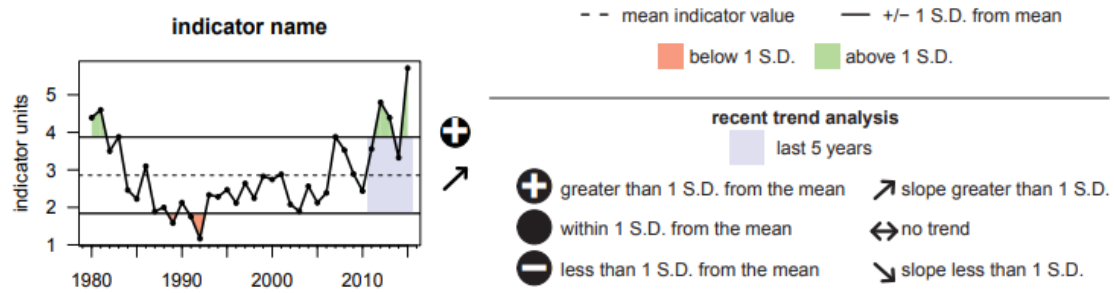 indicator name
indicator units
5
4
3
2
1
1980 1990 2000 2010
mean indicator value
+/− 1 S.D. from mean
below 1 S.D.
above 1 S.D.
recent trend analysis
last 5 years
greater than 1 S.D. from the mean
slope greater than 1 S.D.
within 1 S.D. from the mean
no trend
less than 1 S.D. from the mean
slope less than 1 S.D.